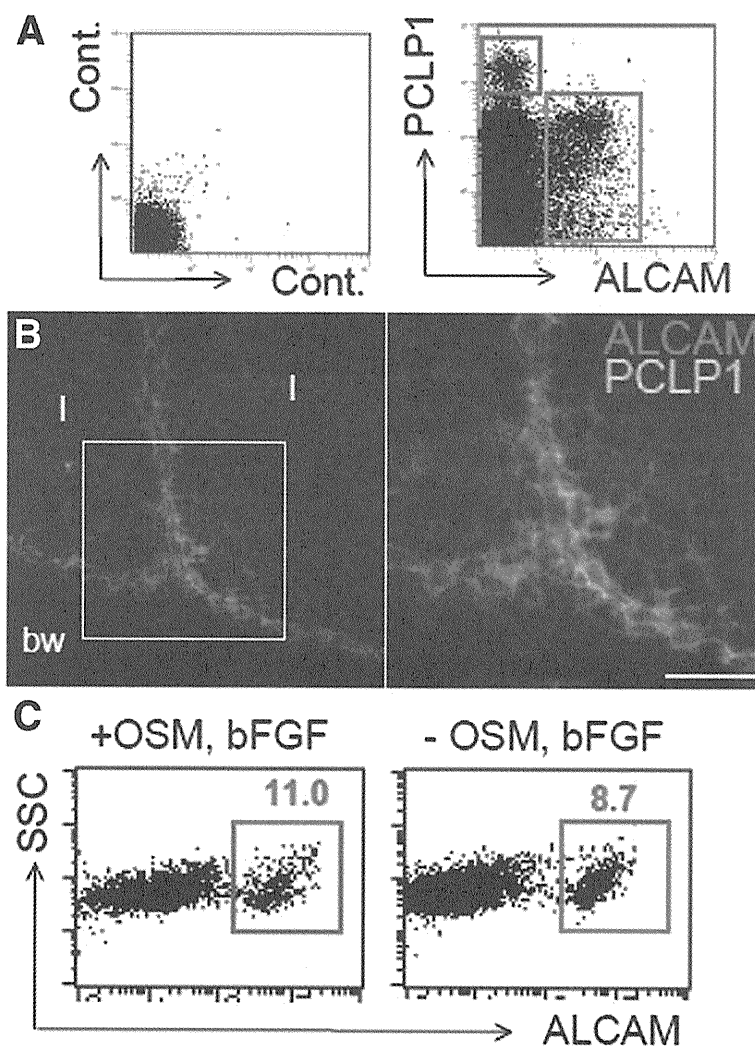 A
Cont.
Cont.
PCLP1
ALCAM
B
l
l
bw
ALCAM
PCLP1
C
+OSM, bFGF
- OSM, bFGF
SSC
11.0
8.7
ALCAM